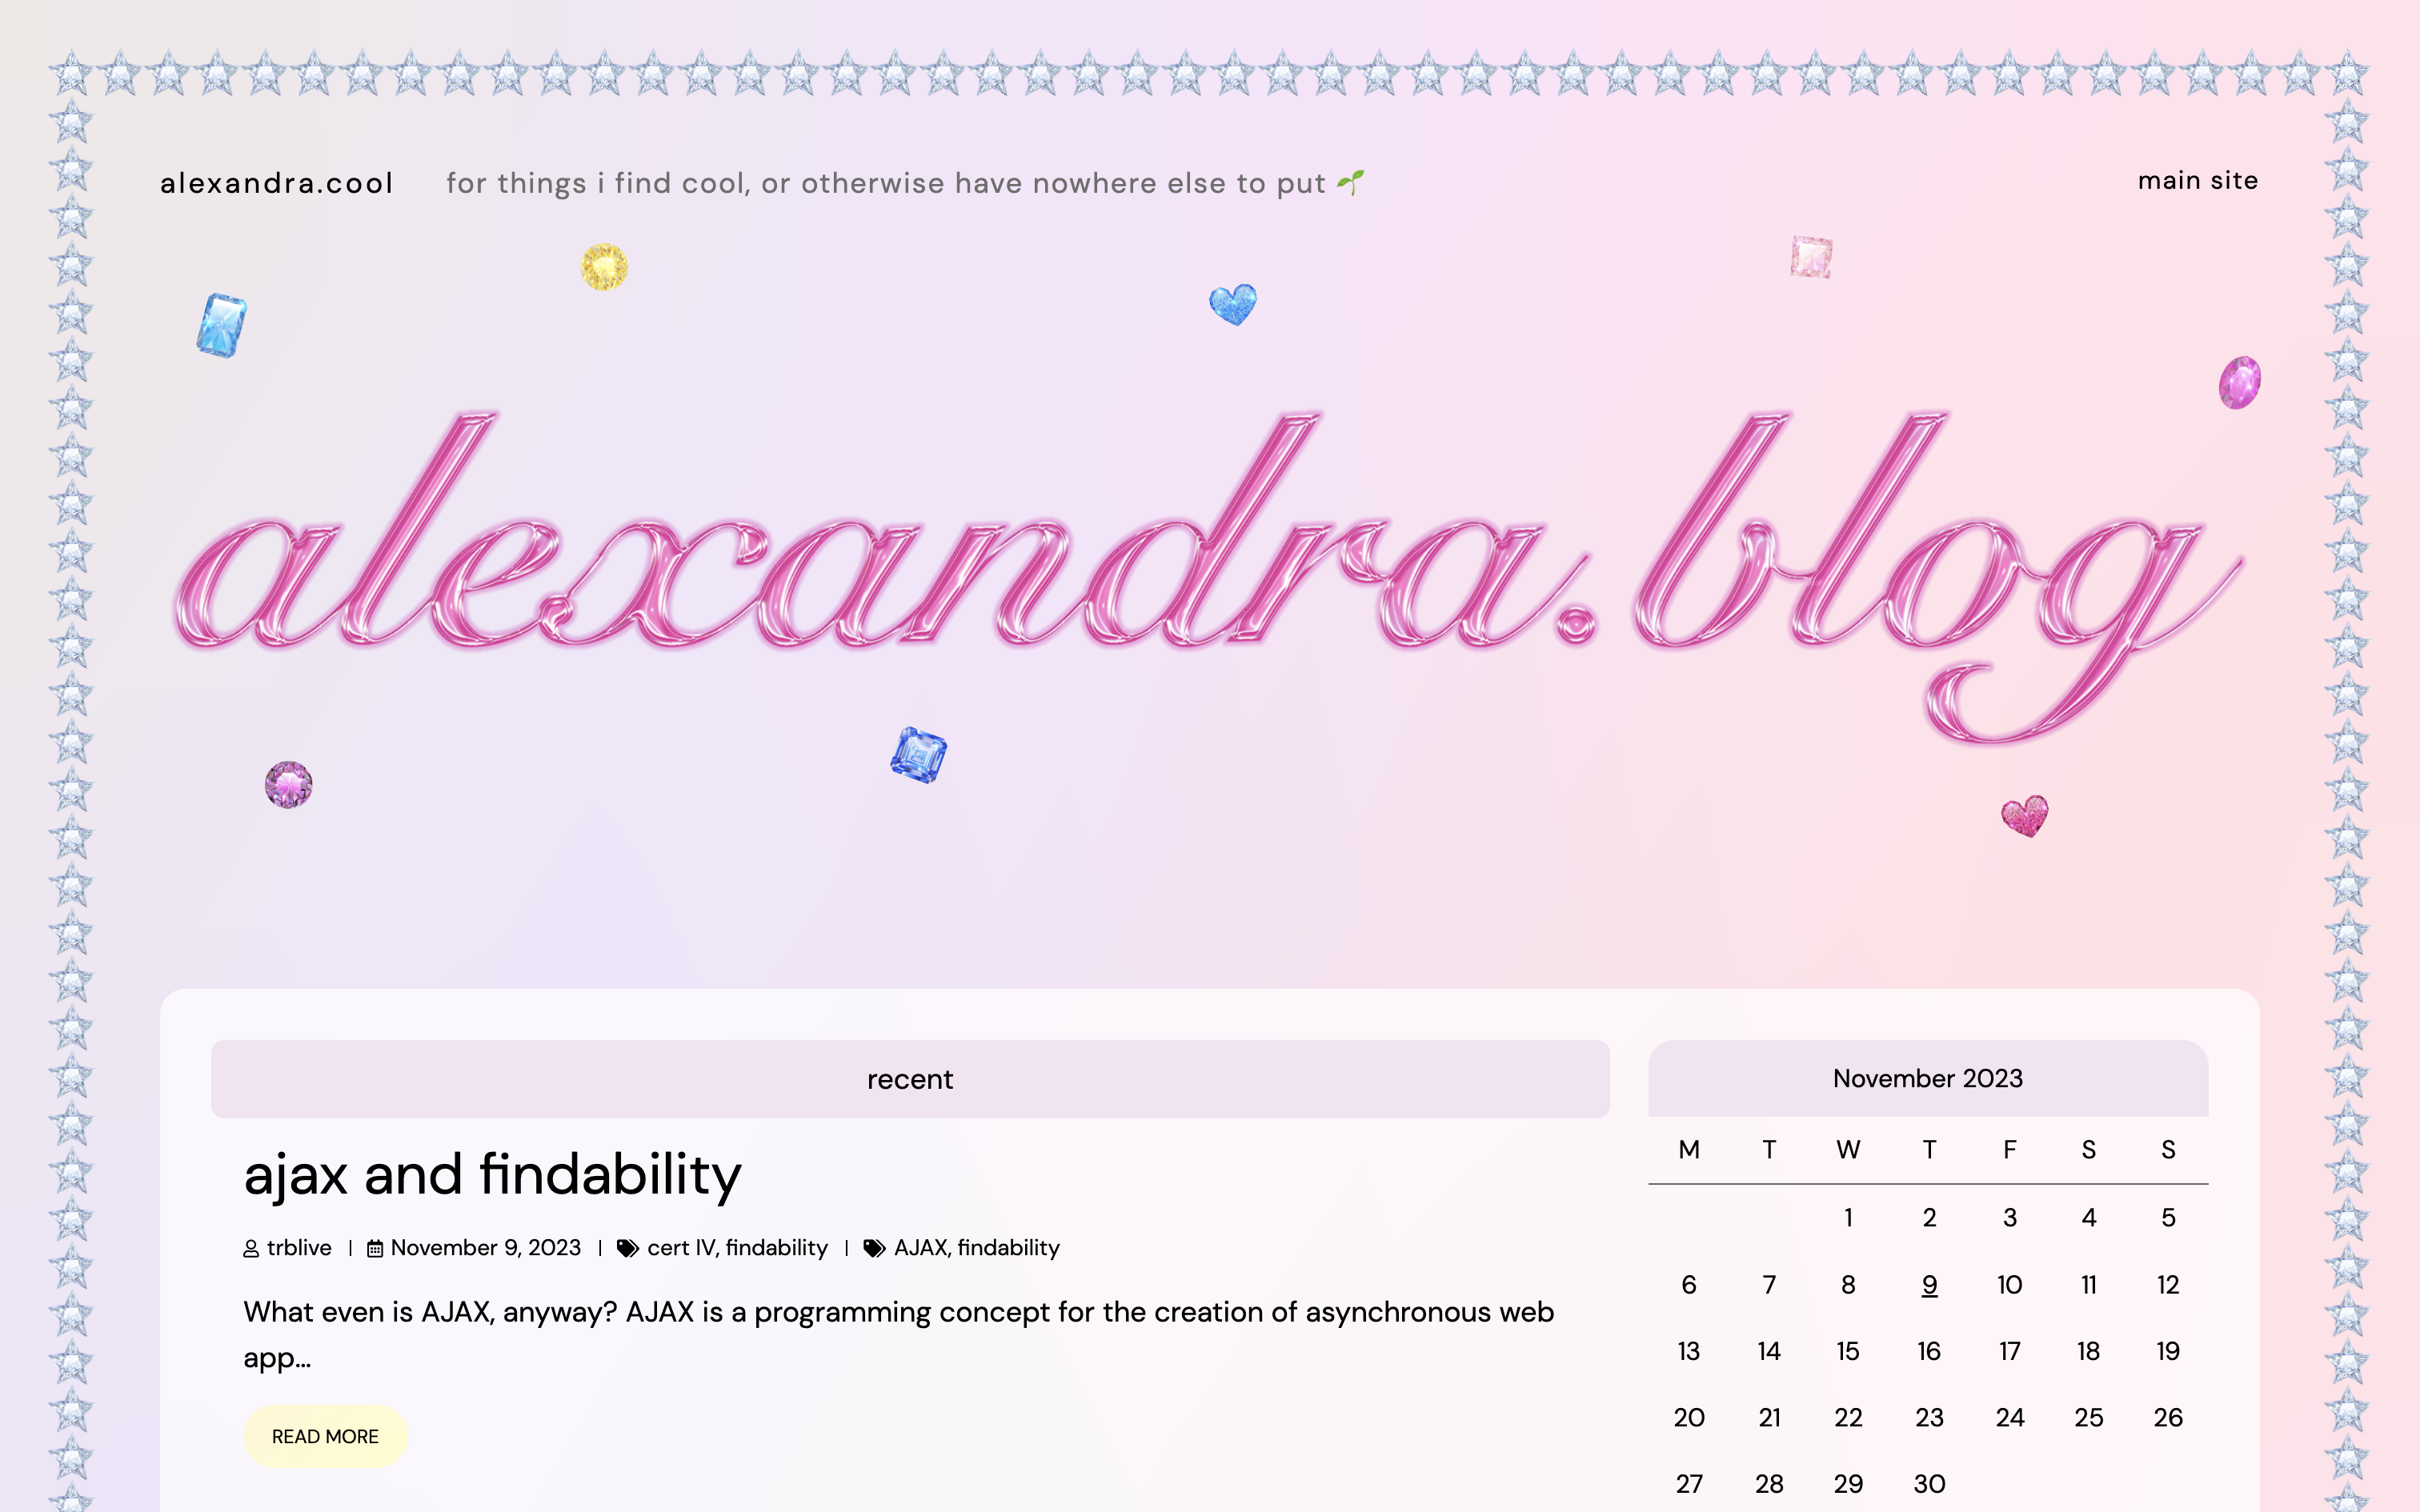 alexandra.cool
for things i find cool, or otherwise have nowhere else to put 🌱
main site
alexandra.blog
recent
ajax and findability
trblive | November 9, 2023 | cert IV, findability | AJAX, findability
What even is AJAX, anyway? AJAX is a programming concept for the creation of asynchronous web
app...
READ MORE
November 2023
M T W T F S S
1 2 3 4 5
6 7 8 9 10 11 12
13 14 15 16 17 18 19
20 21 22 23 24 25 26
27 28 29 30